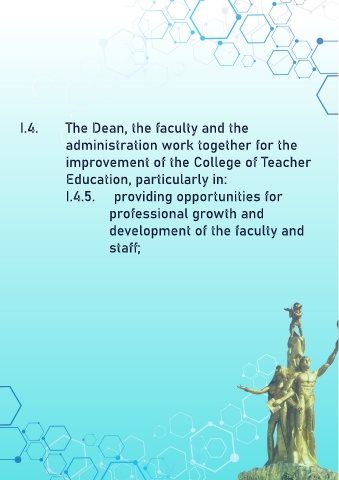 I.4. The Dean, the faculty and the
administration work together for the
improvement of the College of Teacher
Education, particularly in:
I.4.5. providing opportunities for
professional growth and
development of the faculty and
staff;